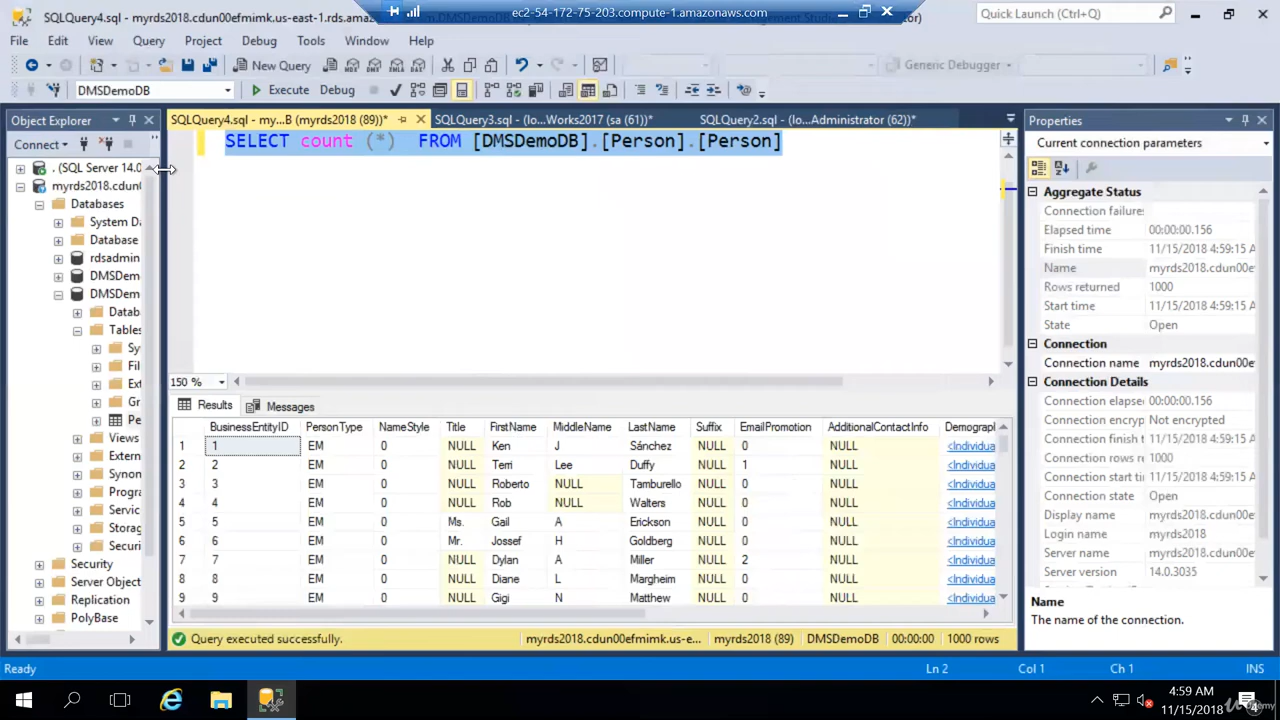 SQLQuery4.sql - myrds2018.cdun00efmimk.us-east-1.rds.am
ec2-54-172-75-203.compute-1.amazonaws.com
Quick Launch (Ctrl+Q)
File Edit View Query Project Debug Tools Window Help
New Query Generic Debugger
DMSDemoDB Execute Debug
Object Explorer
Connect
. (SQL Server 14.0
myrds2018.cdun0
Databases
System Da
Database
rdsadmin
DMSDem
DMSDem
Datab
Tables
Sy
Fil
Ext
Gr
Pe
Views
Extern
Synon
Progra
Servic
Storag
Securi
Security
Server Object
Replication
PolyBase
SQLQuery4.sql - my...B (myrds2018 (89))* SQLQuery3.sql - (lo...Works2017 (sa (61))* SQLQuery2.sql - (lo...Administrator (62))*
SELECT count (*) FROM [DMSDemoDB].[Person].[Person]
150 %
Results Messages
BusinessEntityID PersonType NameStyle Title FirstName MiddleName LastName Suffix EmailPromotion AdditionalContactInfo Demograph
1 1 EM 0 NULL Ken J Sánchez NULL 0 NULL <Individua
2 2 EM 0 NULL Terri Lee Duffy NULL 1 NULL <Individua
3 3 EM 0 NULL Roberto NULL Tamburello NULL 0 NULL <Individua
4 4 EM 0 NULL Rob NULL Walters NULL 0 NULL <Individua
5 5 EM 0 Ms. Gail A Erickson NULL 0 NULL <Individua
6 6 EM 0 Mr. Jossef H Goldberg NULL 0 NULL <Individua
7 7 EM 0 NULL Dylan A Miller NULL 2 NULL <Individua
8 8 EM 0 NULL Diane L Margheim NULL 0 NULL <Individua
9 9 EM 0 NULL Gigi N Matthew NULL 0 NULL <Individua
Query executed successfully. myrds2018.cdun00efmimk.us-e... myrds2018 (89) DMSDemoDB 00:00:00 1000 rows
Properties
Current connection parameters
Aggregate Status
Connection failures
Elapsed time 00:00:00.156
Finish time 11/15/2018 4:59:15 A
Name myrds2018.cdun00e
Rows returned 1000
Start time 11/15/2018 4:59:15 A
State Open
Connection
Connection name myrds2018.cdun00e
Connection Details
Connection elapse 00:00:00.156
Connection encryp Not encrypted
Connection finish t 11/15/2018 4:59:15 A
Connection rows re 1000
Connection start ti 11/15/2018 4:59:15 A
Connection state Open
Display name myrds2018.cdun00e
Login name myrds2018
Server name myrds2018.cdun00e
Server version 14.0.3035
Name
The name of the connection.
Ready Ln 2 Col 1 Ch 1 INS
4:59 AM
11/15/2018
Udemy